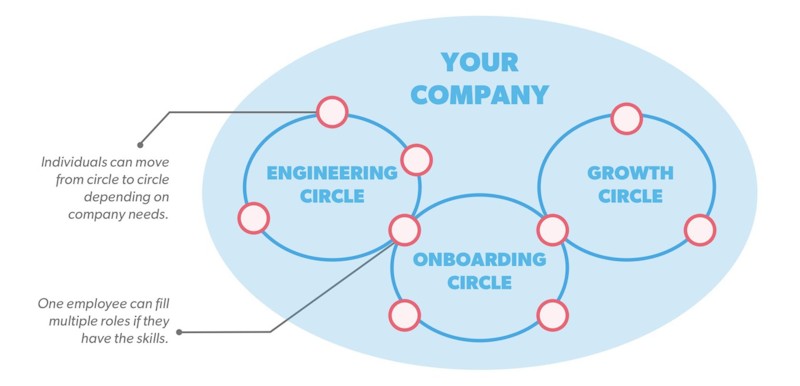 YOUR
COMPANY
ENGINEERING
CIRCLE
GROWTH
CIRCLE
ONBOARDING
CIRCLE
Individuals can move
from circle to circle
depending on
company needs.
One employee can fill
multiple roles if they
have the skills.